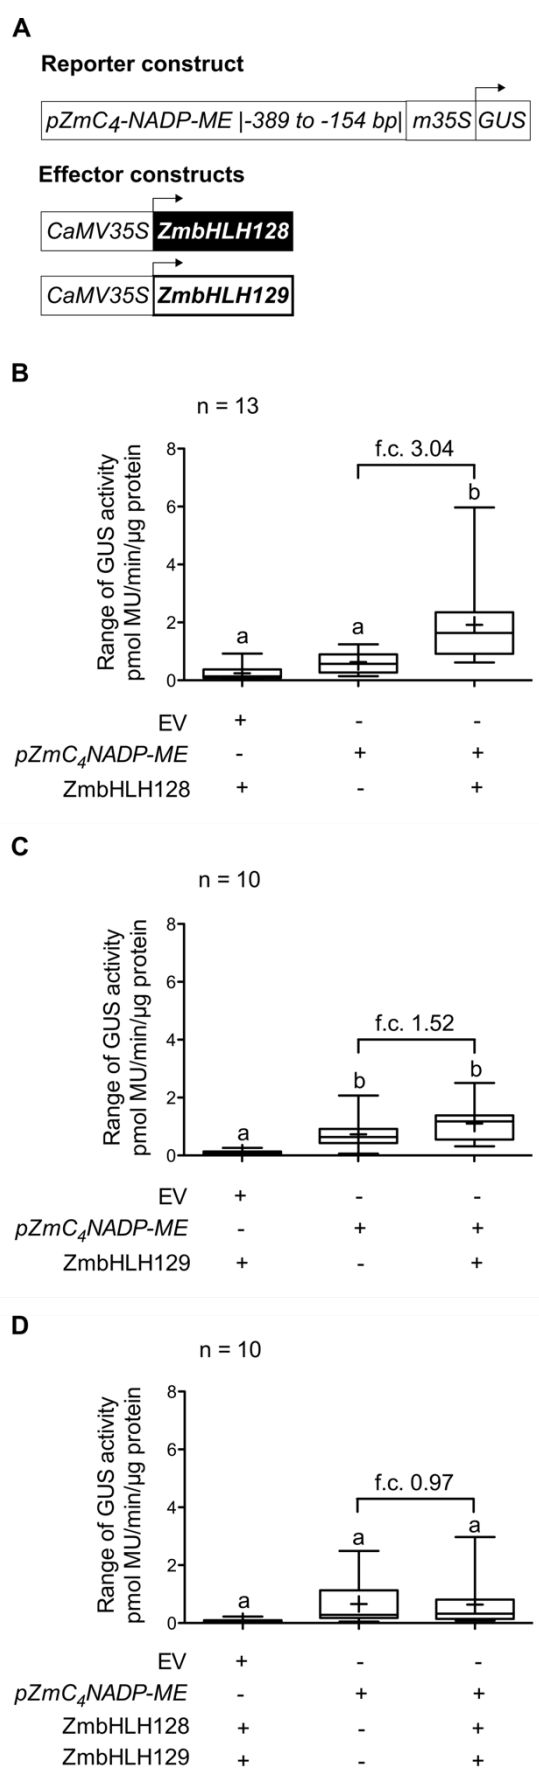 A
Reporter construct
pZmC4-NADP-ME |-389 to -154 bp| m35S GUS
Effector constructs
CaMV35S ZmbHLH128
CaMV35S ZmbHLH129
B
n = 13
Range of GUS activity
pmol MU/min/µg protein
8
6
4
2
0
f.c. 3.04
a
a
b
EV + - -
pZmC4NADP-ME - + +
ZmbHLH128 + - +
C
n = 10
Range of GUS activity
pmol MU/min/µg protein
8
6
4
2
0
f.c. 1.52
a
b
b
EV + - -
pZmC4NADP-ME - + +
ZmbHLH129 + - +
D
n = 10
Range of GUS activity
pmol MU/min/µg protein
8
6
4
2
0
f.c. 0.97
a
a
a
EV + - -
pZmC4NADP-ME - + +
ZmbHLH128 + - +
ZmbHLH129 + - +